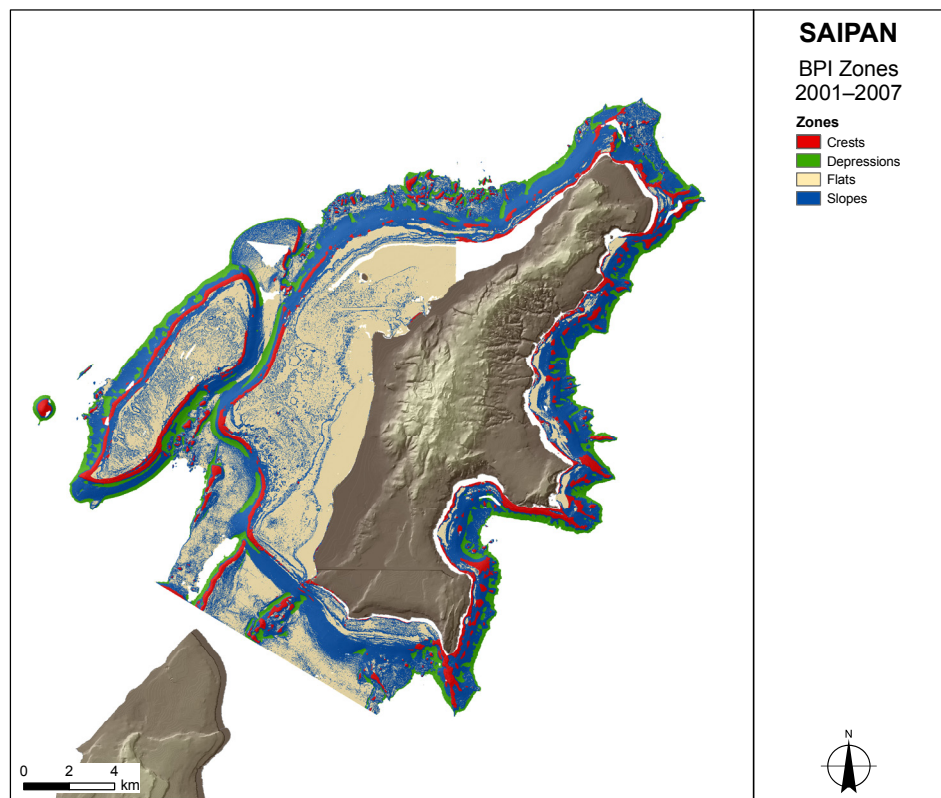 SAIPAN
BPI Zones
2001–2007
Zones
Crests
Depressions
Flats
Slopes
N
0 2 4
km